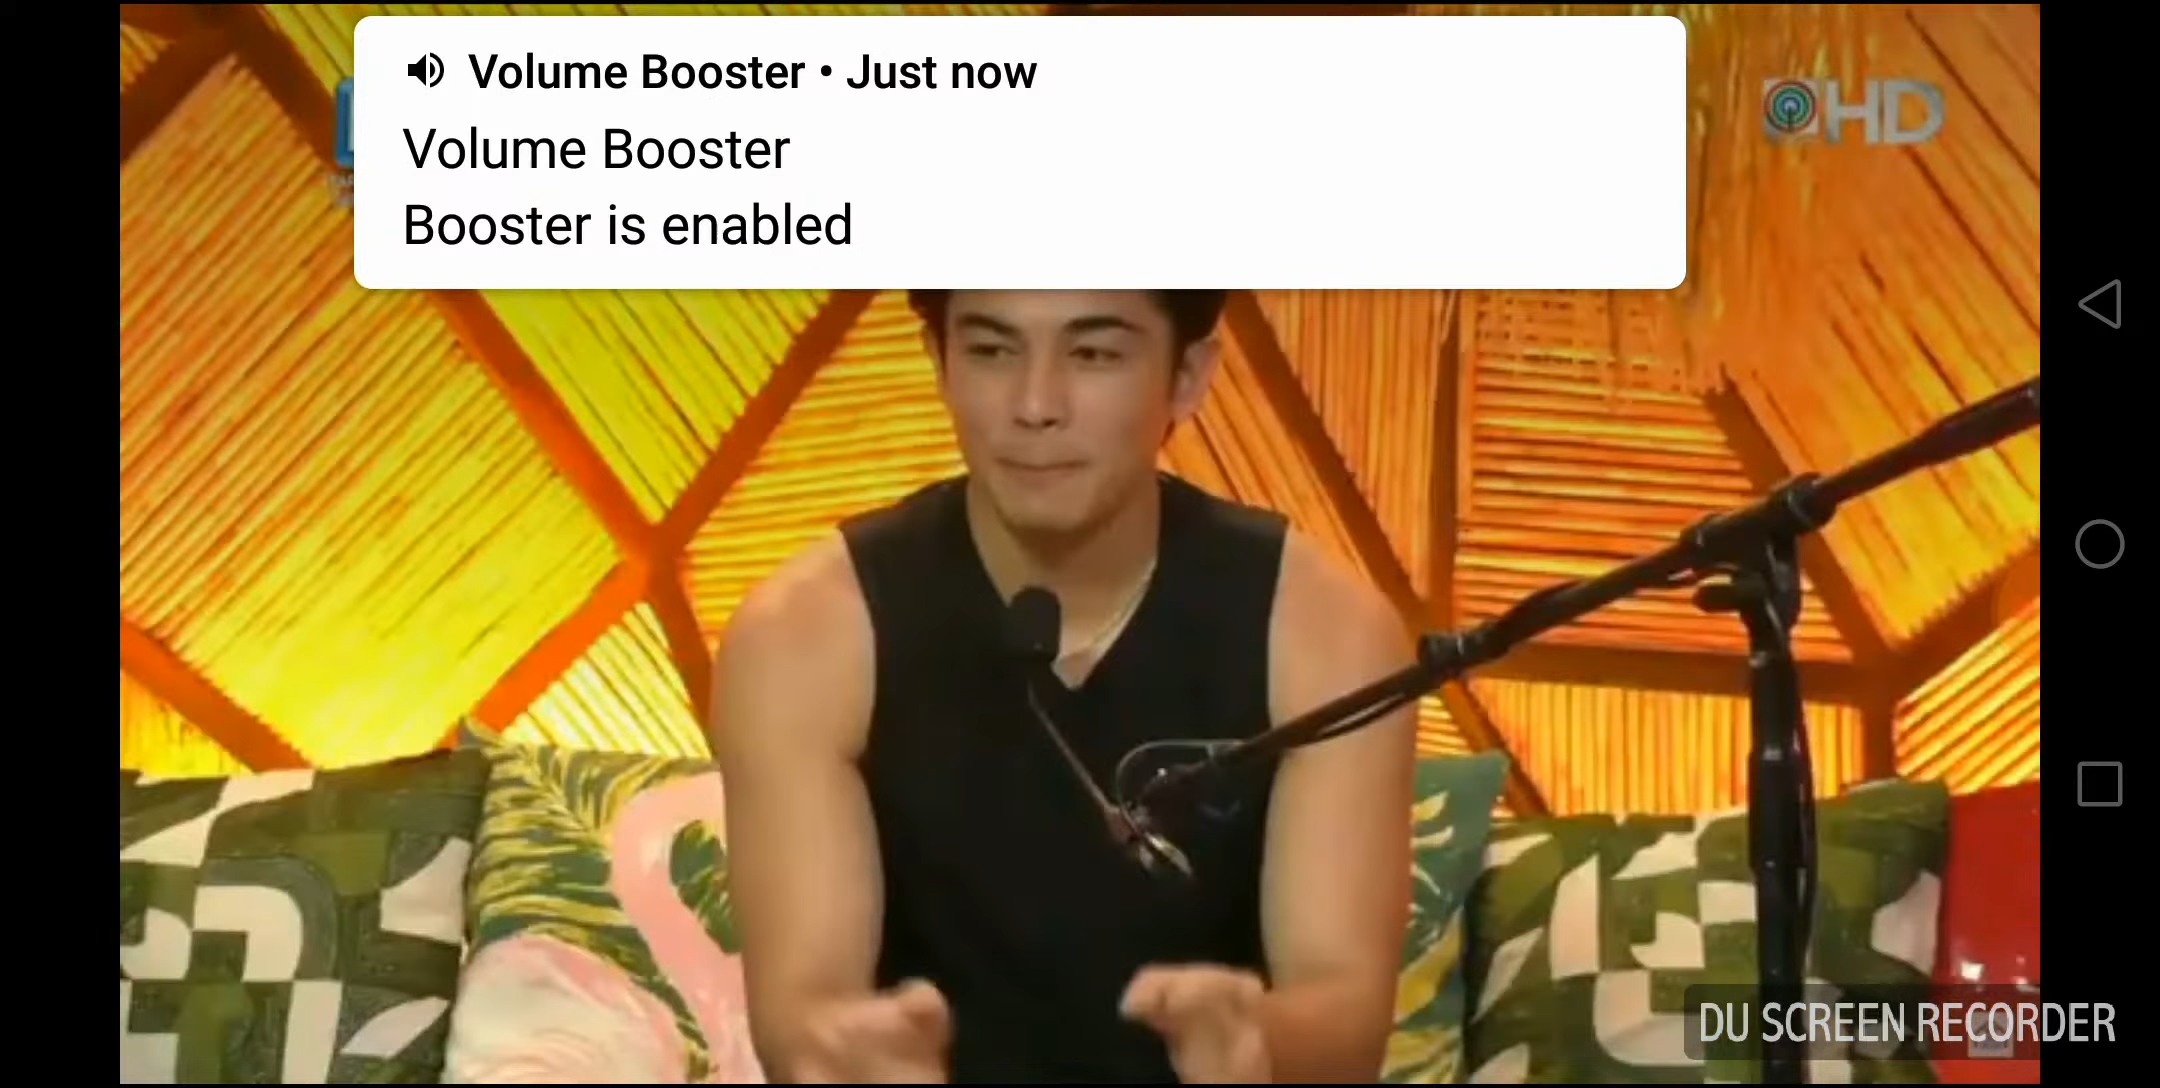 Volume Booster • Just now
Volume Booster
Booster is enabled
HD
DU SCREEN RECORDER